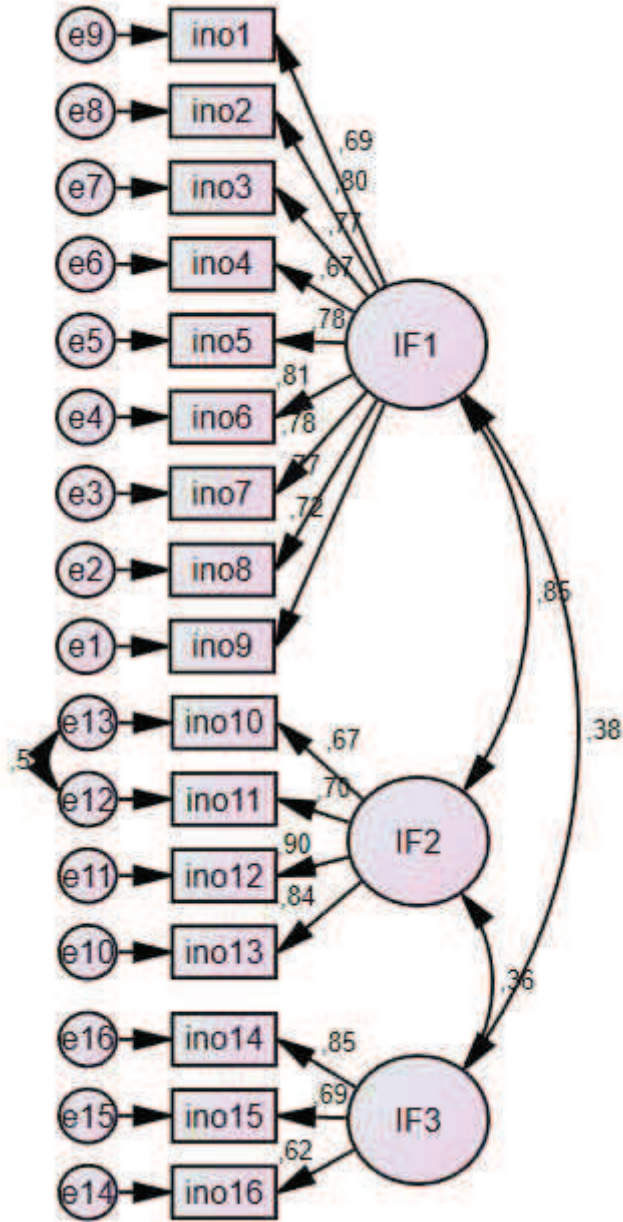 e9 ino1
,69
e8 ino2
,80
e7 ino3
,77
e6 ino4
,67
e5 ino5
,78
IF1
,81
e4 ino6
,78
e3 ino7
,77
,72
e2 ino8
,85
e1 ino9
e13 ino10
,67
,38
,5
e12 ino11
,70
IF2
e11 ino12
,90
,84
e10 ino13
,36
e16 ino14
,85
e15 ino15
,69
IF3
,62
e14 ino16